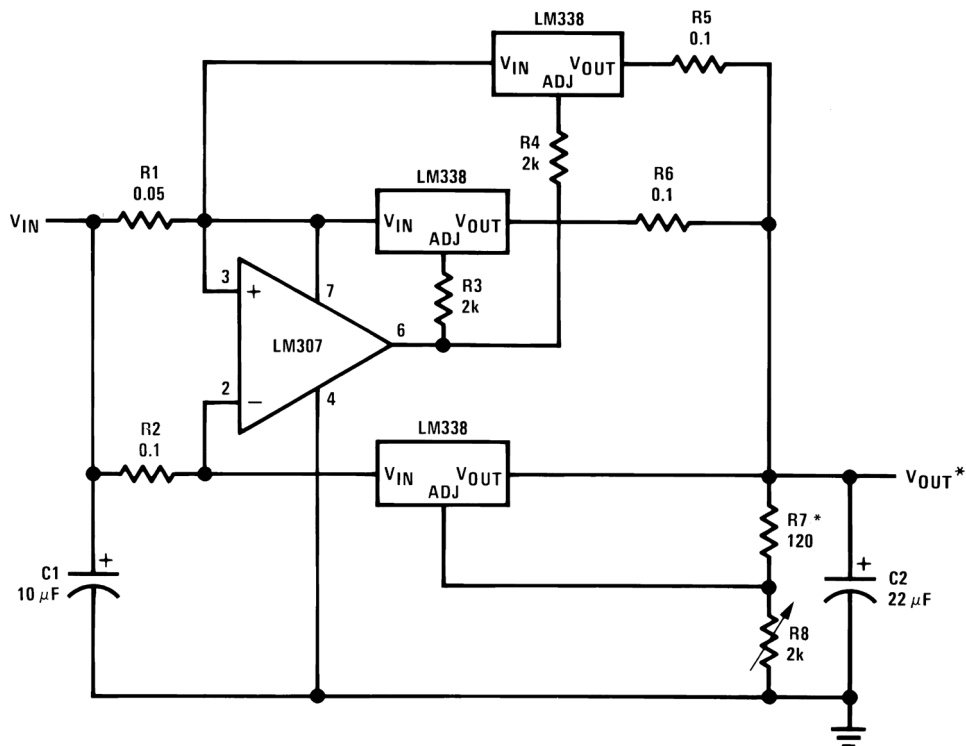 LM338
R5
0.1
V_IN
V_OUT
ADJ
R4
2k
R1
0.05
LM338
R6
0.1
V_IN
V_IN
V_OUT
ADJ
3
+
7
R3
2k
LM307
6
2
−
4
R2
0.1
LM338
V_IN
V_OUT
ADJ
V_OUT*
R7 *
120
+
C1
10 μF
+
C2
22 μF
R8
2k